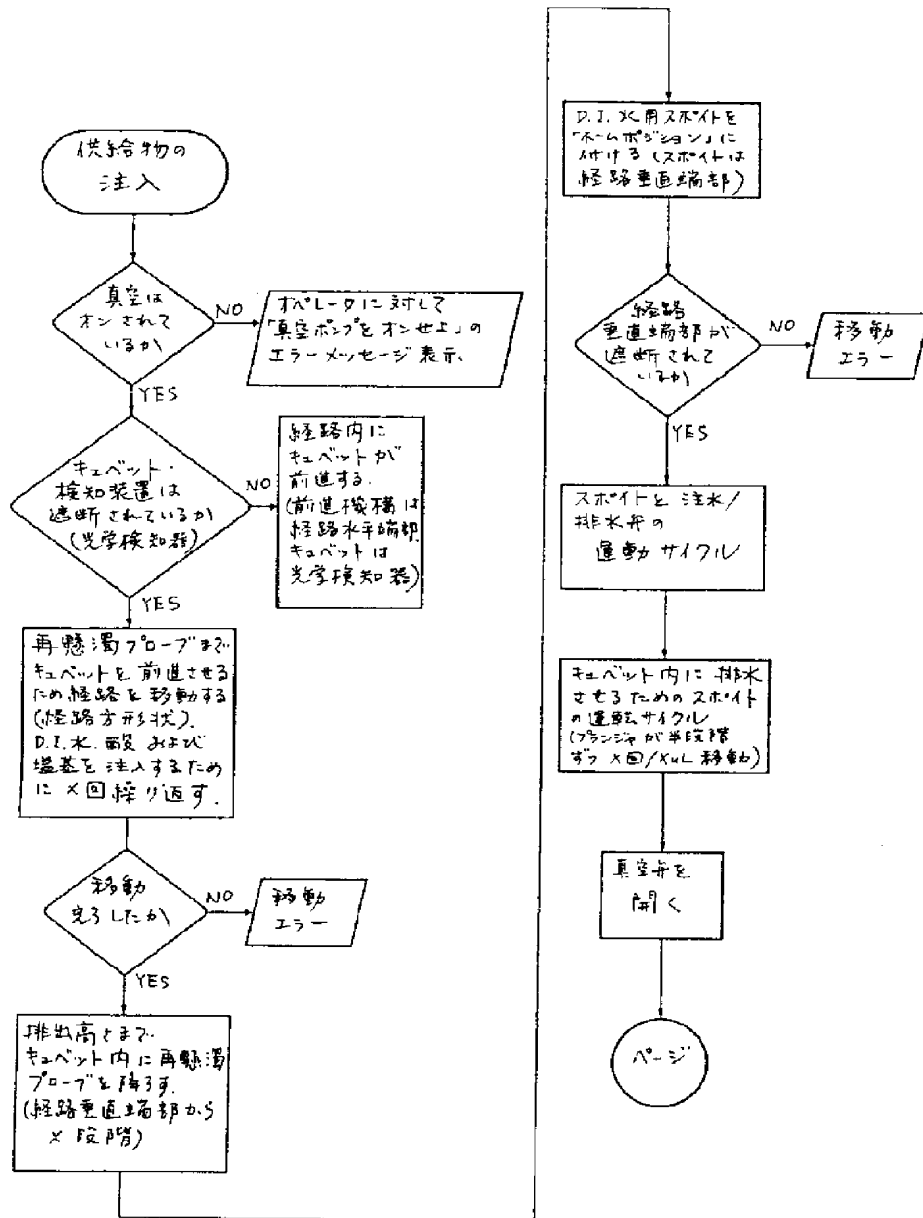 供給物の
注入
真空は
オンされて
いるか
NO
オペレータに対して
「真空ポンプをオンせよ」の
エラーメッセージ表示.
YES
キュベット・
検知装置は
遮断されているか
(光学検知器)
NO
経路内に
キュベットが
前進する.
(前進機構は
経路水平端部
キュベットは
光学検知器)
YES
再懸濁プローブまで
キュベットを前進させる
ため経路を移動する
(経路方形状).
D.I.水.酸および
塩基を注入するため
に×回繰り返す.
移動
完了したか
NO
移動
エラー
YES
排出高さまで
キュベット内に再懸濁
プローブを降ろす.
(経路垂直端部から
× 段階)
D.I.水用スポイトを
「ホームポジション」に
付ける(スポイトは
経路垂直端部)
経路
垂直端部が
遮断されて
いるか
NO
移動
エラー
YES
スポイトと注水/
排水弁の
運動サイクル
キュベット内に排水
させるためのスポイト
の運転サイクル
(プランジャが半段階
ずつ×回/XuL移動)
真空弁を
開く
ページ